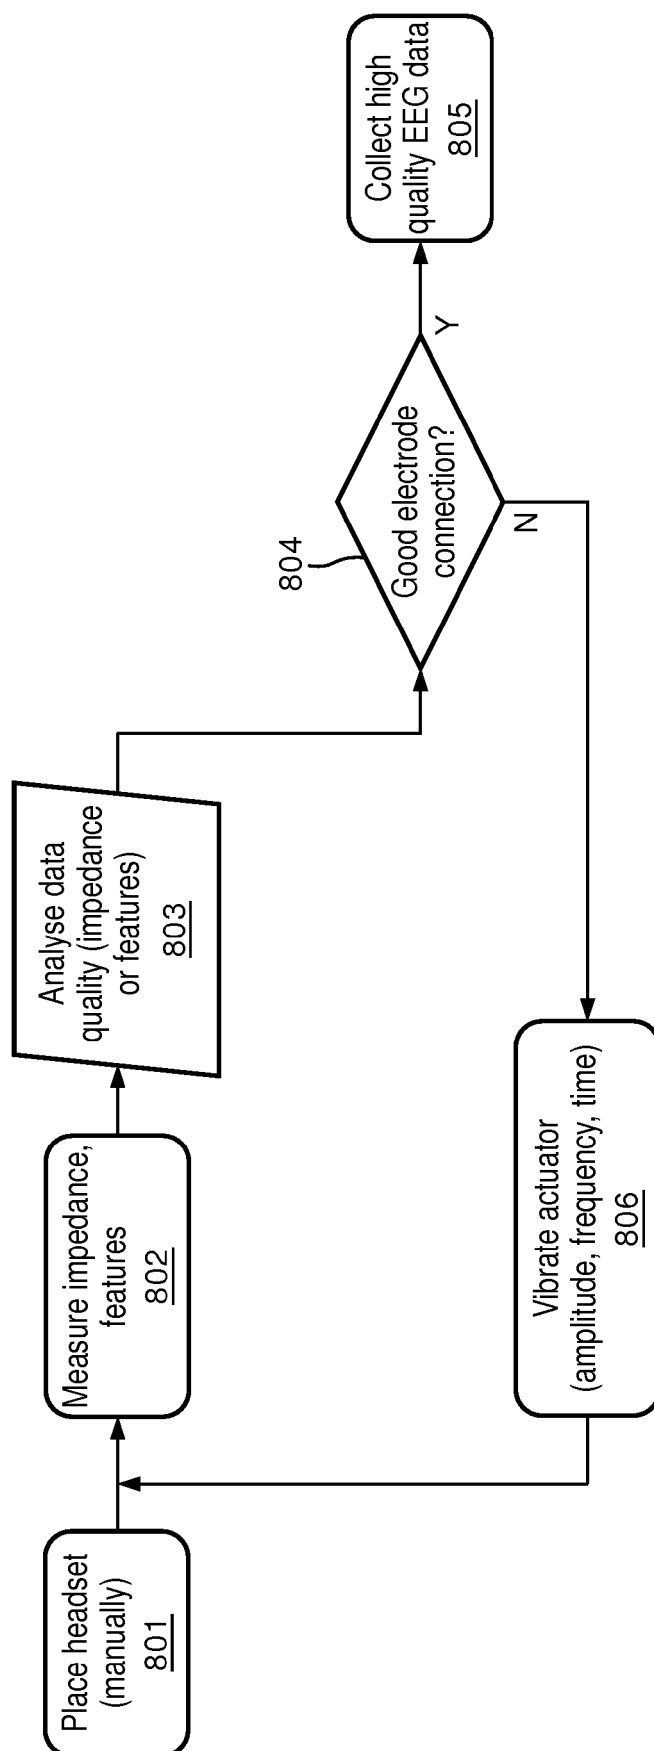 Place headset
(manually)
801
Measure impedance,
features
802
Analyse data
quality (impedance
or features)
803
804
Good electrode
connection?
Y
N
Collect high
quality EEG data
805
Vibrate actuator
(amplitude, frequency, time)
806